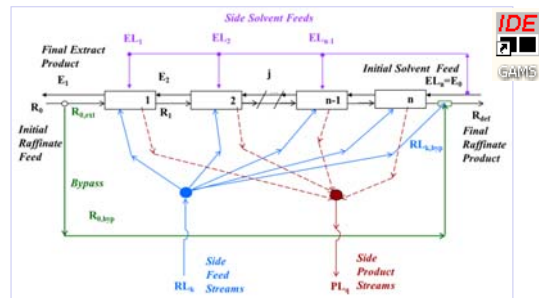 Side Solvent Feeds
IDE
GAMS
Final Extract
Product
EL1
EL2
ELn-1
Initial Solvent Feed
ELn=E0
E1
E2
j
R0
R0,ext
1
R1
2
n-1
n
Rdef
Initial
Raffinate
Feed
Final
Raffinate
Product
RLk,byp
Bypass
R0,byp
Side
Feed
Streams
RLk
Side
Product
Streams
PLq